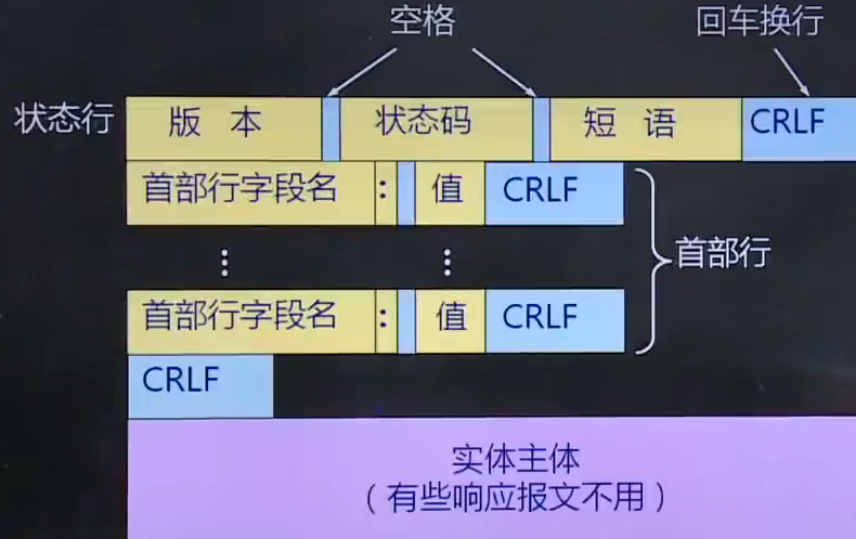 空格
回车换行
状态行 版本 状态码 短语 CRLF
首部行字段名 : 值 CRLF
⋮ ⋮
首部行
首部行字段名 : 值 CRLF
CRLF
实体主体
（有些响应报文不用）